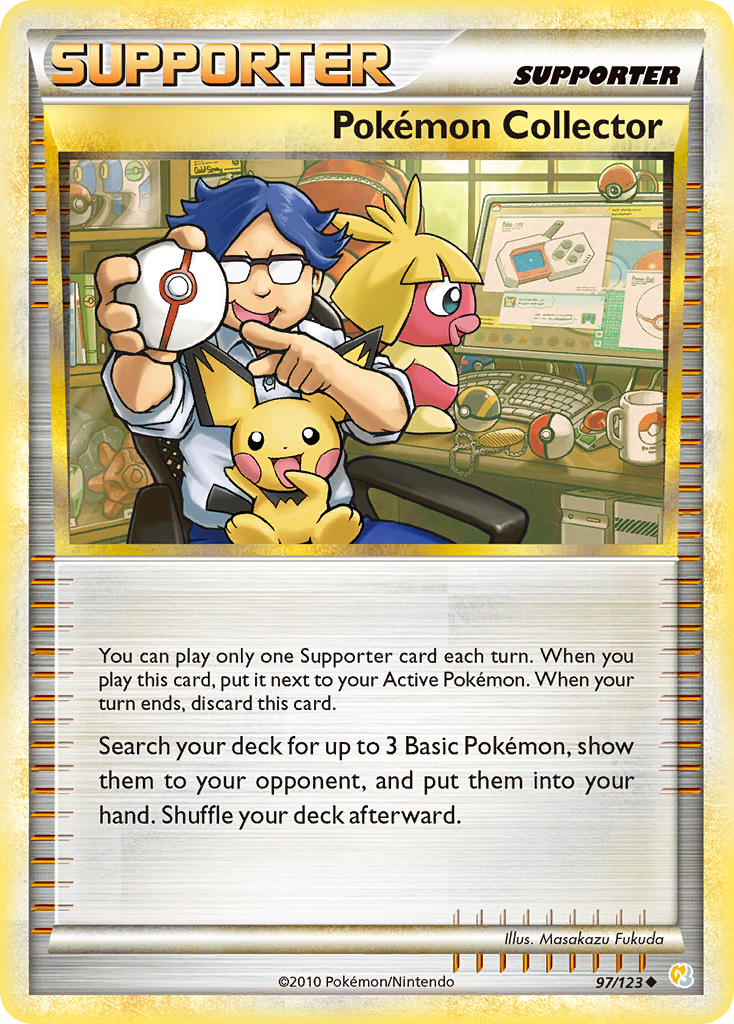 SUPPORTER
SUPPORTER
Pokémon Collector
You can play only one Supporter card each turn. When you
play this card, put it next to your Active Pokémon. When your
turn ends, discard this card.
Search your deck for up to 3 Basic Pokémon, show
them to your opponent, and put them into your
hand. Shuffle your deck afterward.
Illus. Masakazu Fukuda
©2010 Pokémon/Nintendo
97/123